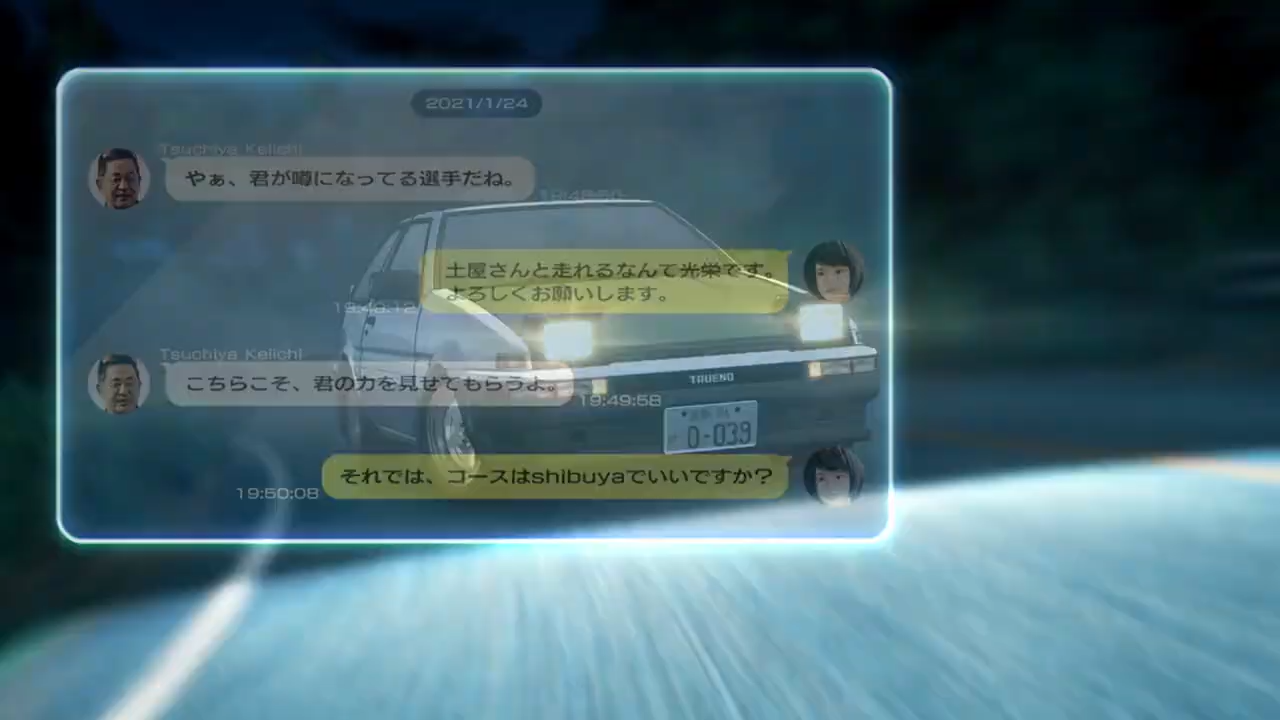 2021/1/24
Tsuchiya Keiichi
やぁ、君が噂になってる選手だね。
土屋さんと走れるなんて光栄です。
よろしくお願いします。
Tsuchiya Keiichi
こちらこそ、君の力を見せてもらうよ。
19:49:58
TRUENO
0-039
それでは、コースはshibuyaでいいですか?
19:50:08